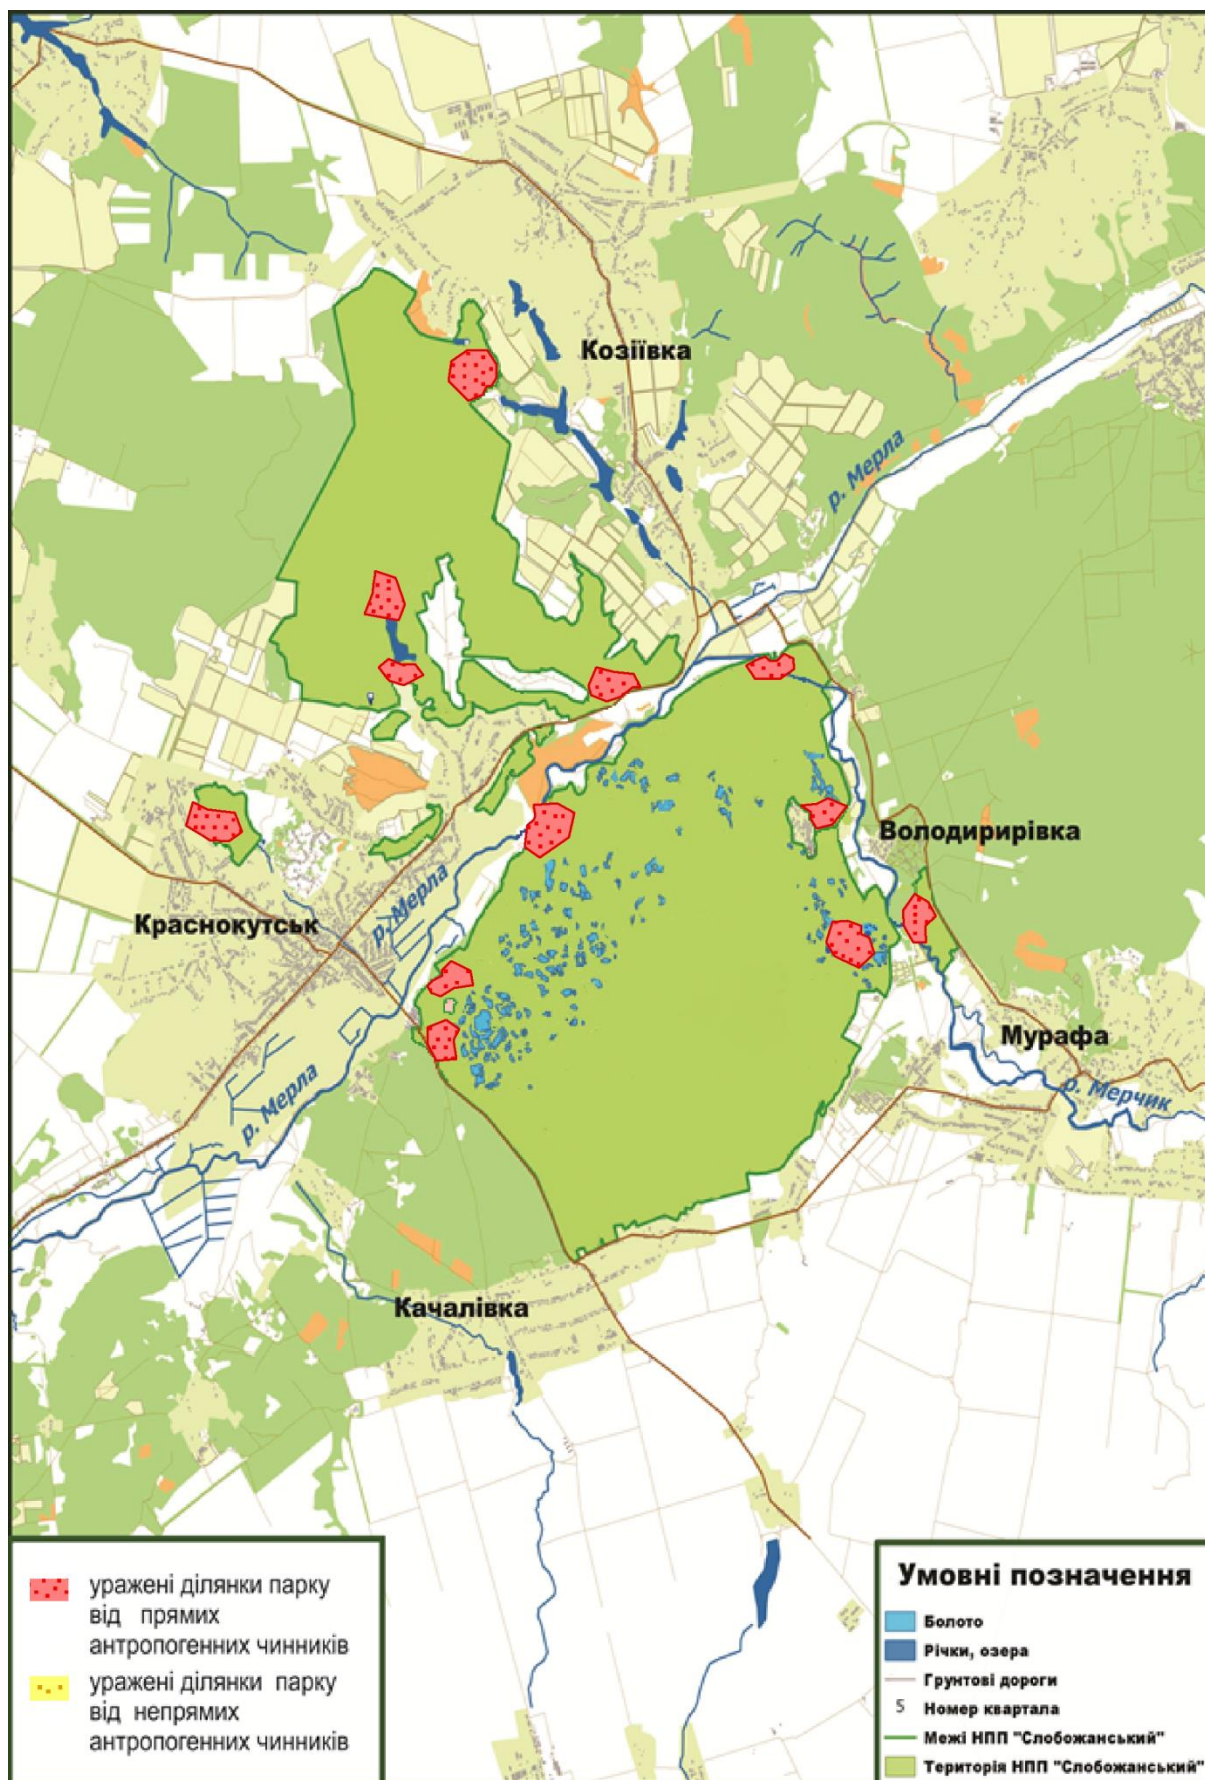 Козіївка
р. Мерла
Володирирівка
Краснокутськ
р. Мерла
Мурафа
р. Мерла
р. Мерчик
Качалівка
уражені ділянки парку
від прямих
антропогенних чинників
уражені ділянки парку
від непрямих
антропогенних чинників
Умовні позначення
Болото
Річки, озера
Грунтові дороги
5 Номер квартала
Межі НПП "Слобожанський"
Територія НПП "Слобожанський"